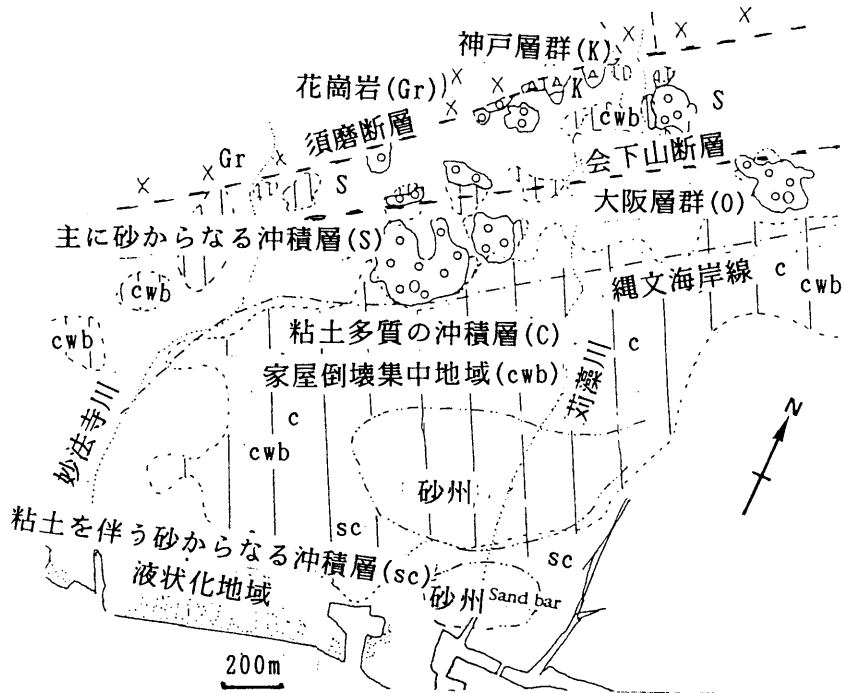 神戸層群(K)
花崗岩(Gr)
K
S
cwb
須磨断層
会下山断層
Gr
S
大阪層群(O)
主に砂からなる沖積層(S)
縄文海岸線
c
cwb
cwb
粘土多質の沖積層(C)
c
cwb
家屋倒壊集中地域(cwb)
苅藻川
妙法寺川
c
cwb
N
砂州
粘土を伴う砂からなる沖積層(sc)
sc
sc
液状化地域
砂州 Sand bar
200m